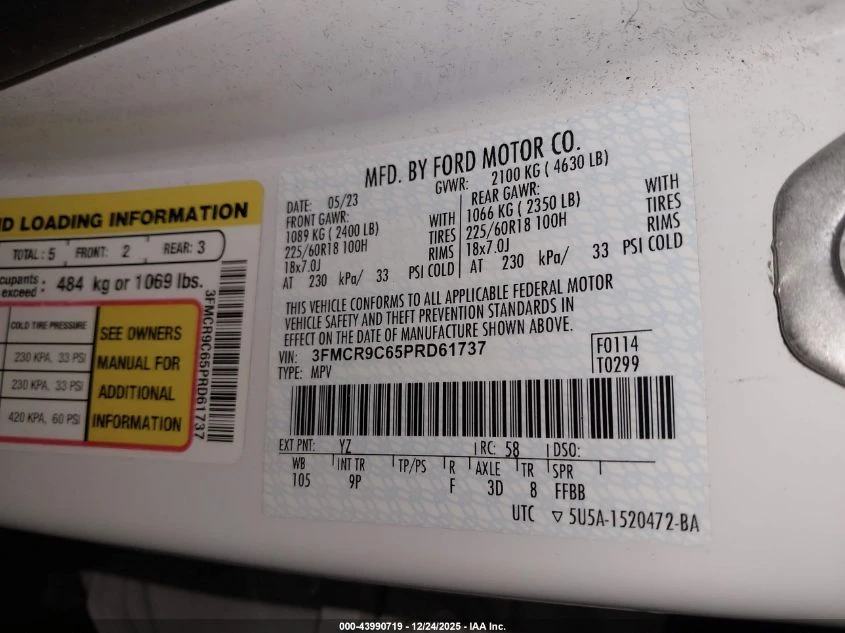 ND LOADING INFORMATION
TOTAL: 5 FRONT: 2 REAR: 3
cupants
exceed : 484 kg or 1069 lbs.
COLD TIRE PRESSURE
230 KPA, 33 PSI
230 KPA, 33 PSI
420 KPA, 60 PSI
SEE OWNERS
MANUAL FOR
ADDITIONAL
INFORMATION
3FMCR9C65PRD61737
MFD. BY FORD MOTOR CO.
DATE: 05/23 GVWR: 2100 KG ( 4630 LB)
FRONT GAWR: REAR GAWR:
1089 KG ( 2400 LB) WITH 1066 KG ( 2350 LB) WITH
225/60R18 100H TIRES 225/60R18 100H TIRES
18x7.0J RIMS 18x7.0J RIMS
AT 230 kPa/ 33 PSI COLD AT 230 kPa/ 33 PSI COLD
THIS VEHICLE CONFORMS TO ALL APPLICABLE FEDERAL MOTOR
VEHICLE SAFETY AND THEFT PREVENTION STANDARDS IN
EFFECT ON THE DATE OF MANUFACTURE SHOWN ABOVE.
VIN: 3FMCR9C65PRD61737 F0114
TYPE: MPV T0299
EXT PNT: YZ RC: 58 DSO:
WB INT TR TP/PS R AXLE TR SPR
105 9P F 3D 8 FFBB
UTC ▽ 5U5A-1520472-BA
000-43990719 - 12/24/2025 - IAA Inc.